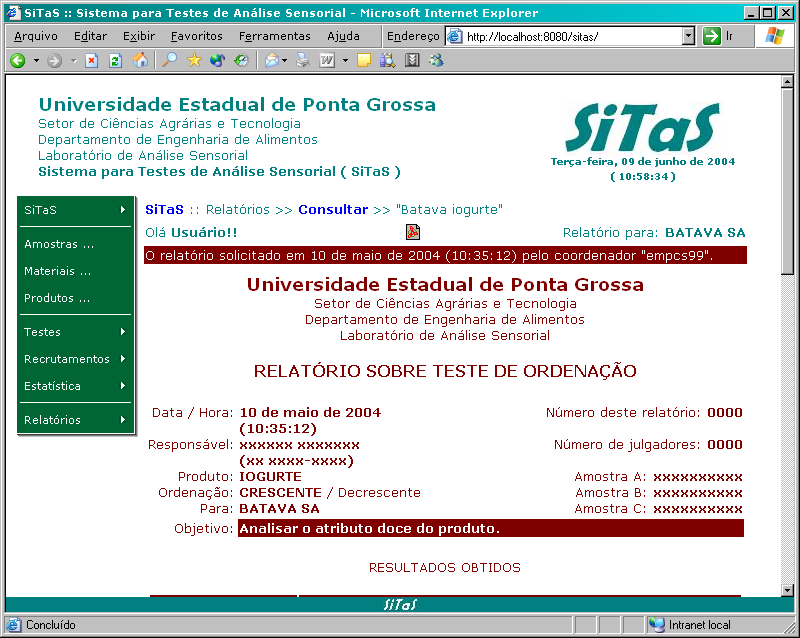 SiTaS :: Sistema para Testes de Análise Sensorial - Microsoft Internet Explorer
Arquivo Editar Exibir Favoritos Ferramentas Ajuda Endereço http://localhost:8080/sitas/ Ir
Universidade Estadual de Ponta Grossa
Setor de Ciências Agrárias e Tecnologia
Departamento de Engenharia de Alimentos
Laboratório de Análise Sensorial
Sistema para Testes de Análise Sensorial ( SiTaS )
SiTaS
Terça-feira, 09 de junho de 2004
( 10:58:34 )
SiTaS
Amostras ...
Materiais ...
Produtos ...
Testes
Recrutamentos
Estatística
Relatórios
SiTaS :: Relatórios >> Consultar >> "Batava iogurte"
Olá Usuário!! Relatório para: BATAVA SA
O relatório solicitado em 10 de maio de 2004 (10:35:12) pelo coordenador "empcs99".
Universidade Estadual de Ponta Grossa
Setor de Ciências Agrárias e Tecnologia
Departamento de Engenharia de Alimentos
Laboratório de Análise Sensorial
RELATÓRIO SOBRE TESTE DE ORDENAÇÃO
Data / Hora: 10 de maio de 2004 Número deste relatório: 0000
(10:35:12)
Responsável: xxxxxx xxxxxxx Número de julgadores: 0000
(xx xxxx-xxxx)
Produto: IOGURTE Amostra A: xxxxxxxxxx
Ordenação: CRESCENTE / Decrescente Amostra B: xxxxxxxxxx
Para: BATAVA SA Amostra C: xxxxxxxxxx
Objetivo: Analisar o atributo doce do produto.
RESULTADOS OBTIDOS
SiTaS
Concluído Intranet local